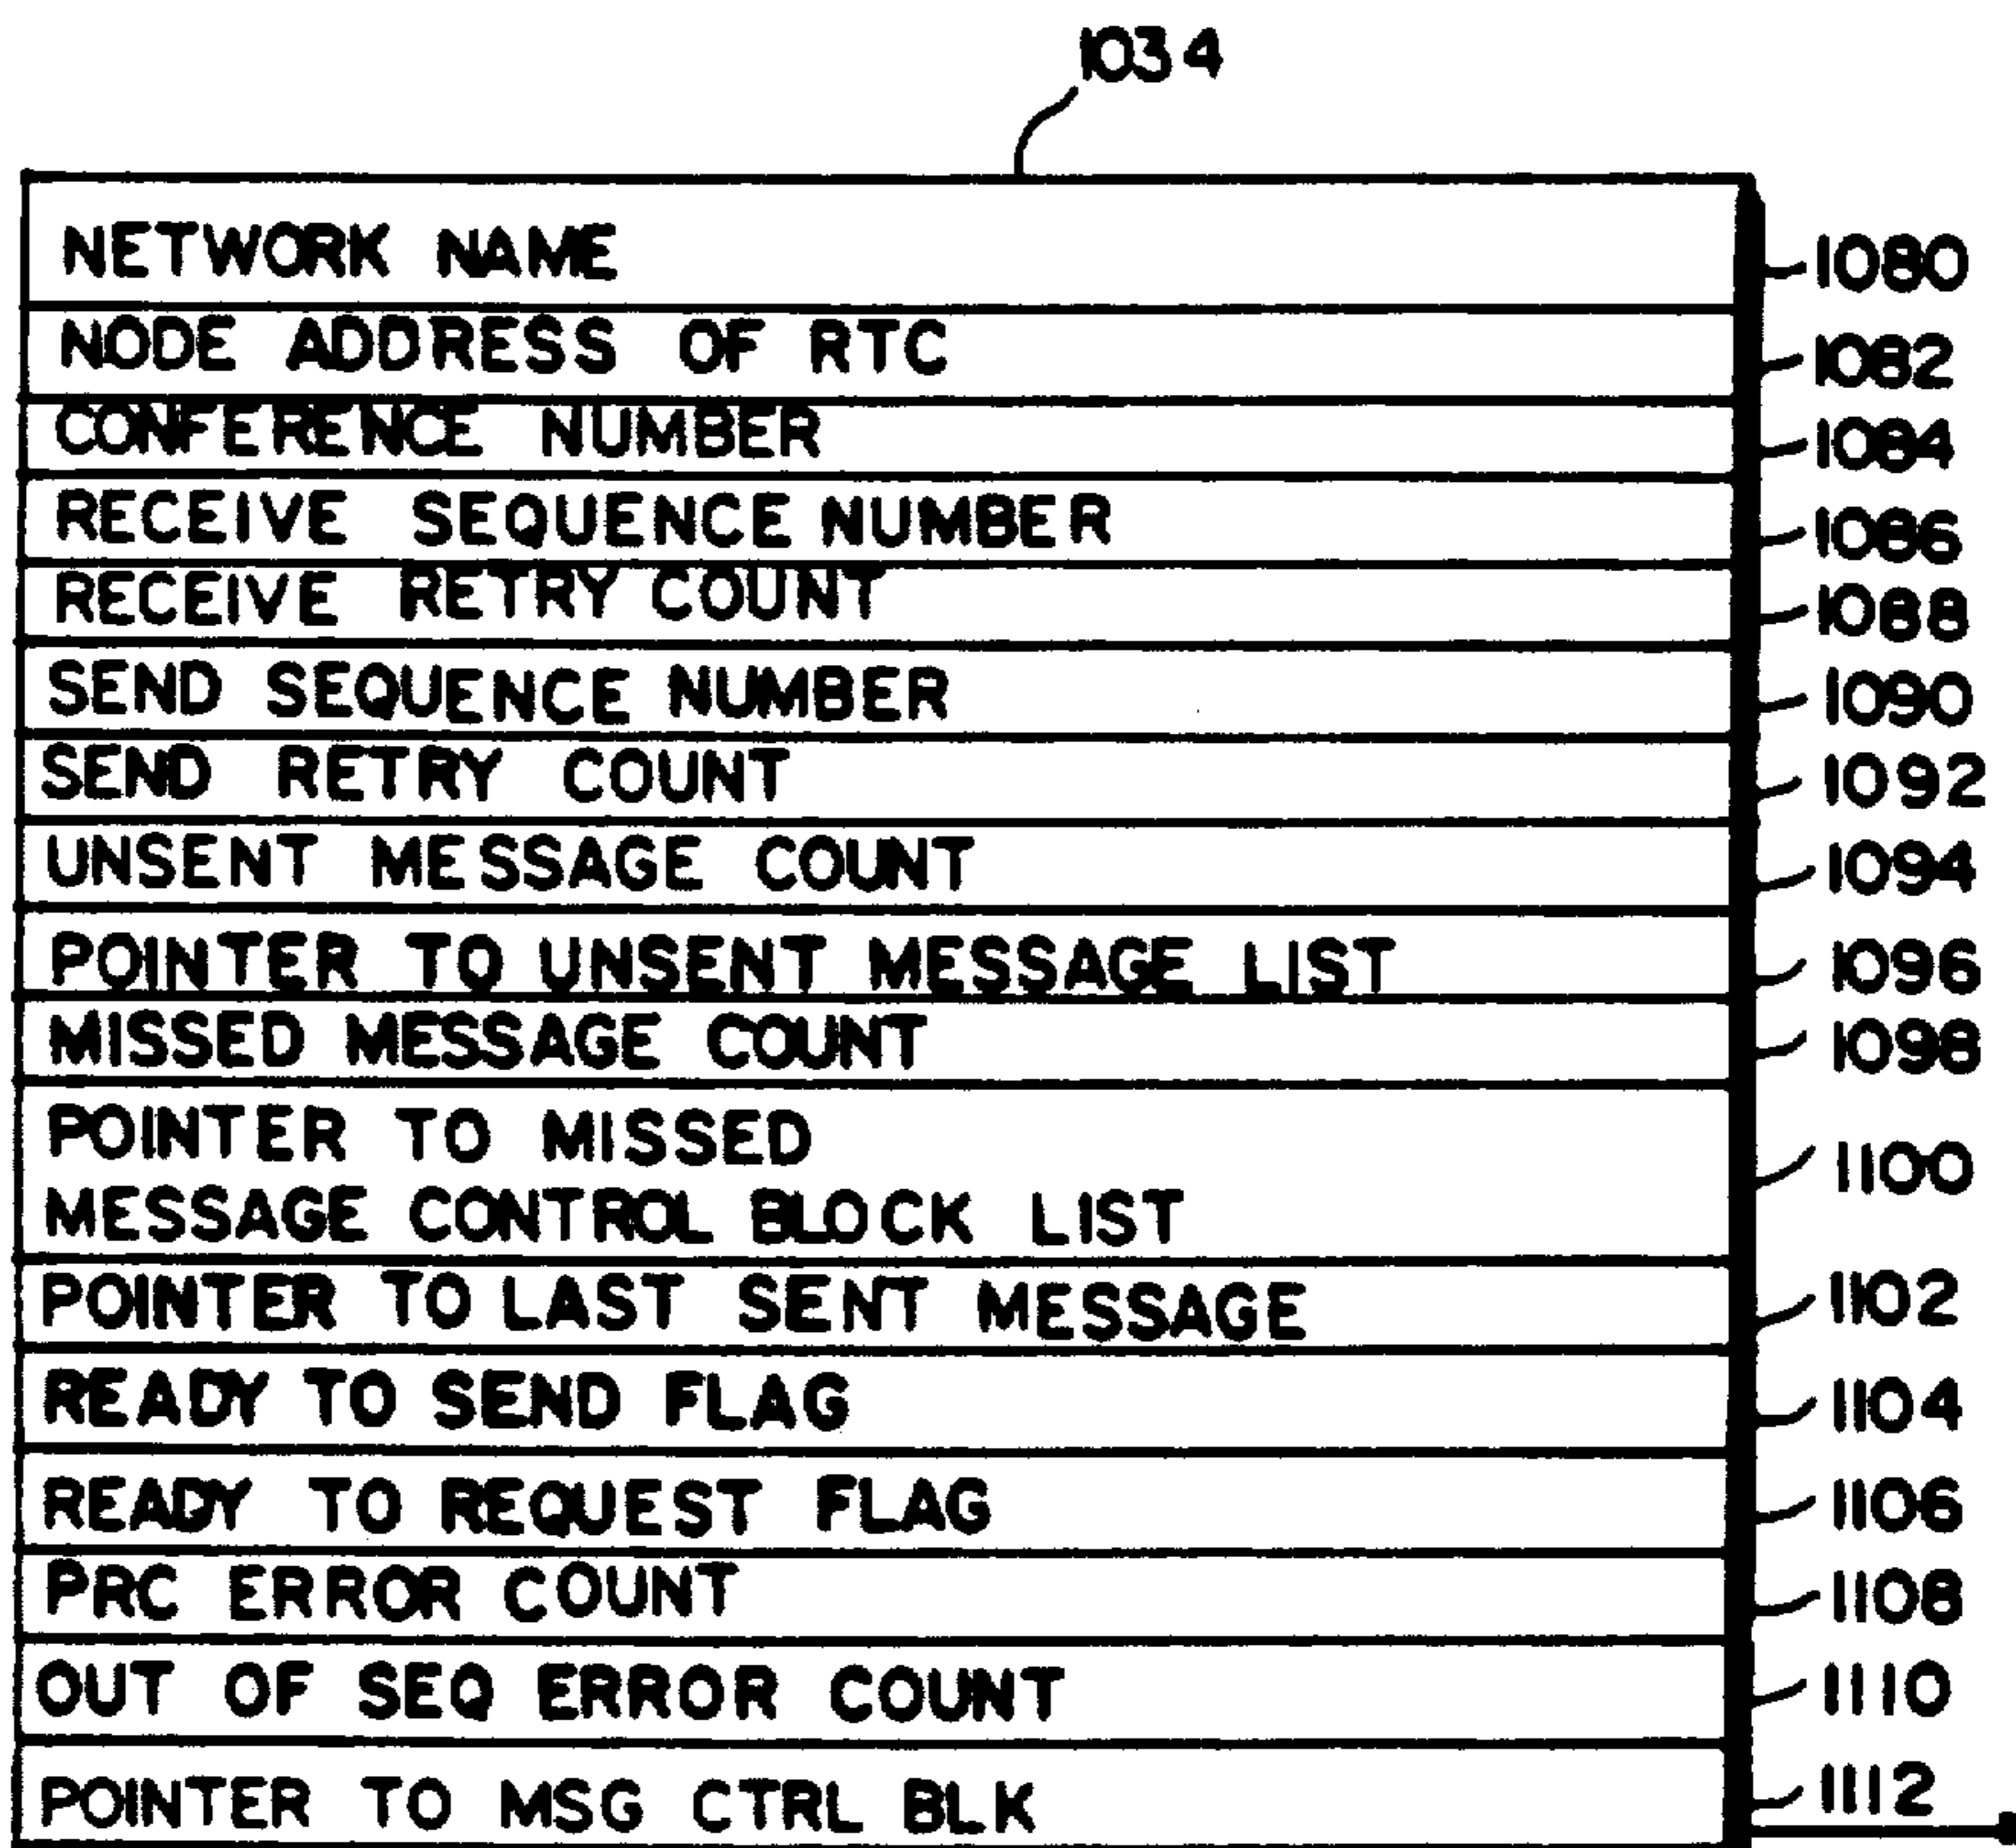 1034
NETWORK NAME 1080
NODE ADDRESS OF RTC 1082
CONFERENCE NUMBER 1084
RECEIVE SEQUENCE NUMBER 1086
RECEIVE RETRY COUNT 1088
SEND SEQUENCE NUMBER 1090
SEND RETRY COUNT 1092
UNSENT MESSAGE COUNT 1094
POINTER TO UNSENT MESSAGE LIST 1096
MISSED MESSAGE COUNT 1098
POINTER TO MISSED 1100
MESSAGE CONTROL BLOCK LIST
POINTER TO LAST SENT MESSAGE 1102
READY TO SEND FLAG 1104
READY TO REQUEST FLAG 1106
PRC ERROR COUNT 1108
OUT OF SEQ ERROR COUNT 1110
POINTER TO MSG CTRL BLK 1112